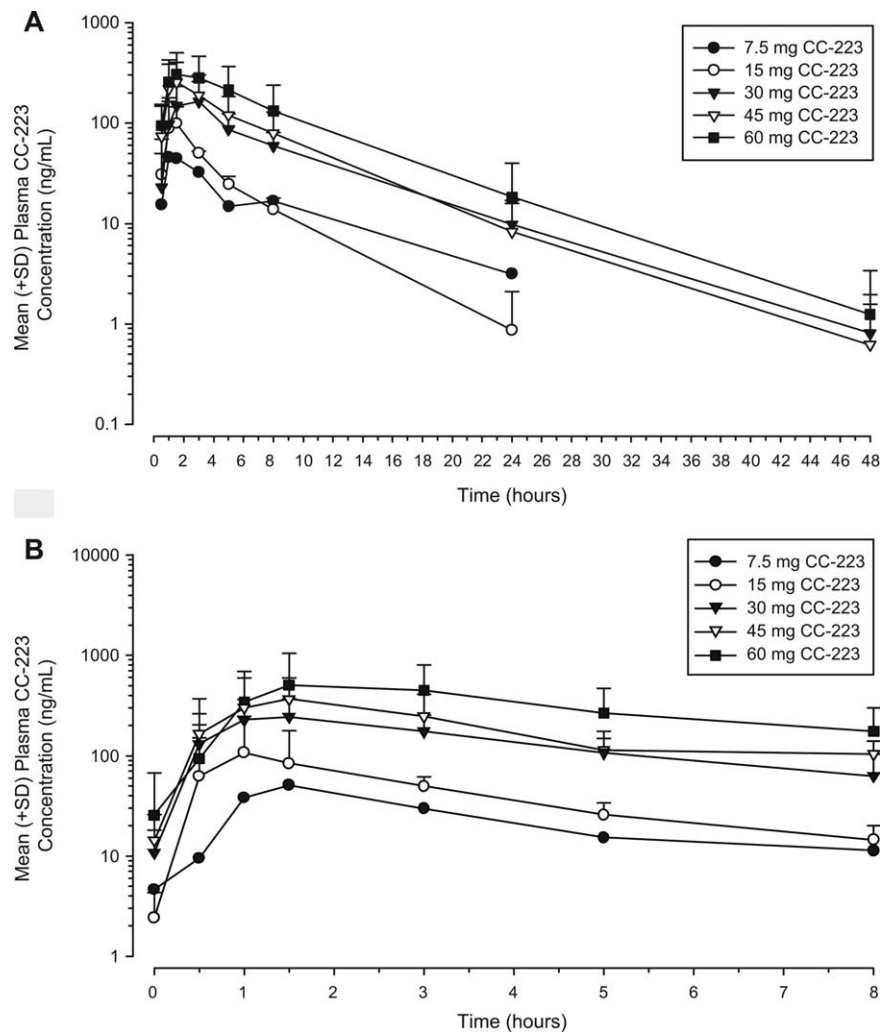 A
1000
100
10
1
0.1
Mean (+SD) Plasma CC-223
Concentration (ng/mL)
7.5 mg CC-223
15 mg CC-223
30 mg CC-223
45 mg CC-223
60 mg CC-223
0 2 4 6 8 10 12 14 16 18 20 22 24 26 28 30 32 34 36 38 40 42 44 46 48
Time (hours)
B
10000
1000
100
10
1
Mean (+SD) Plasma CC-223
Concentration (ng/mL)
7.5 mg CC-223
15 mg CC-223
30 mg CC-223
45 mg CC-223
60 mg CC-223
0 1 2 3 4 5 6 7 8
Time (hours)